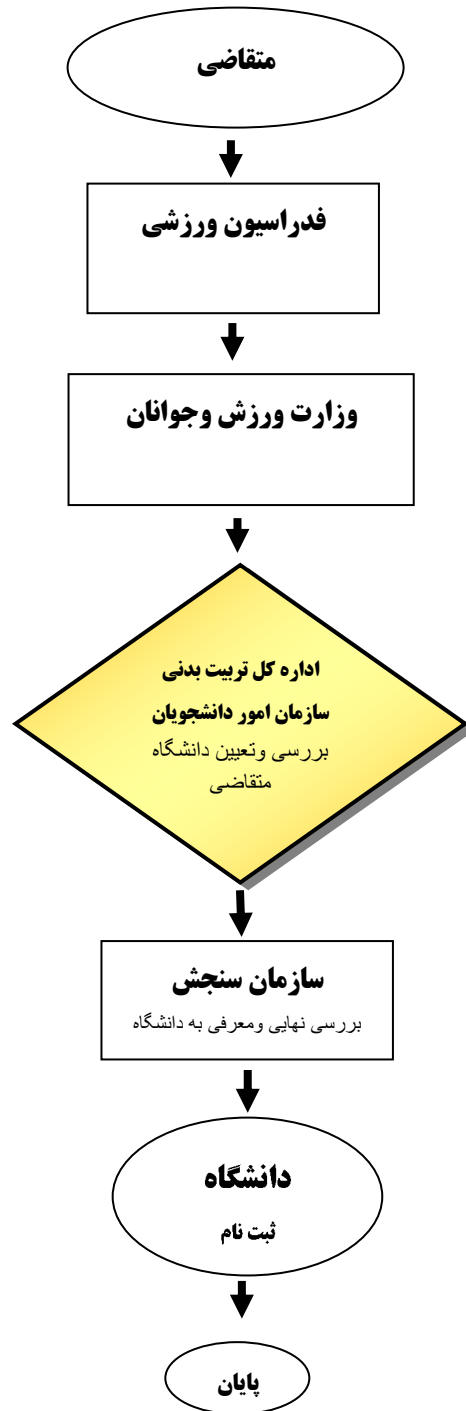 متقاضی
فدراسیون ورزشی
وزارت ورزش وجوانان
اداره کل تربیت بدنی
سازمان امور دانشجویان
بررسی وتعیین دانشگاه
متقاضی
سازمان سنجش
بررسی نهایی ومعرفی به دانشگاه
دانشگاه
ثبت نام
پایان